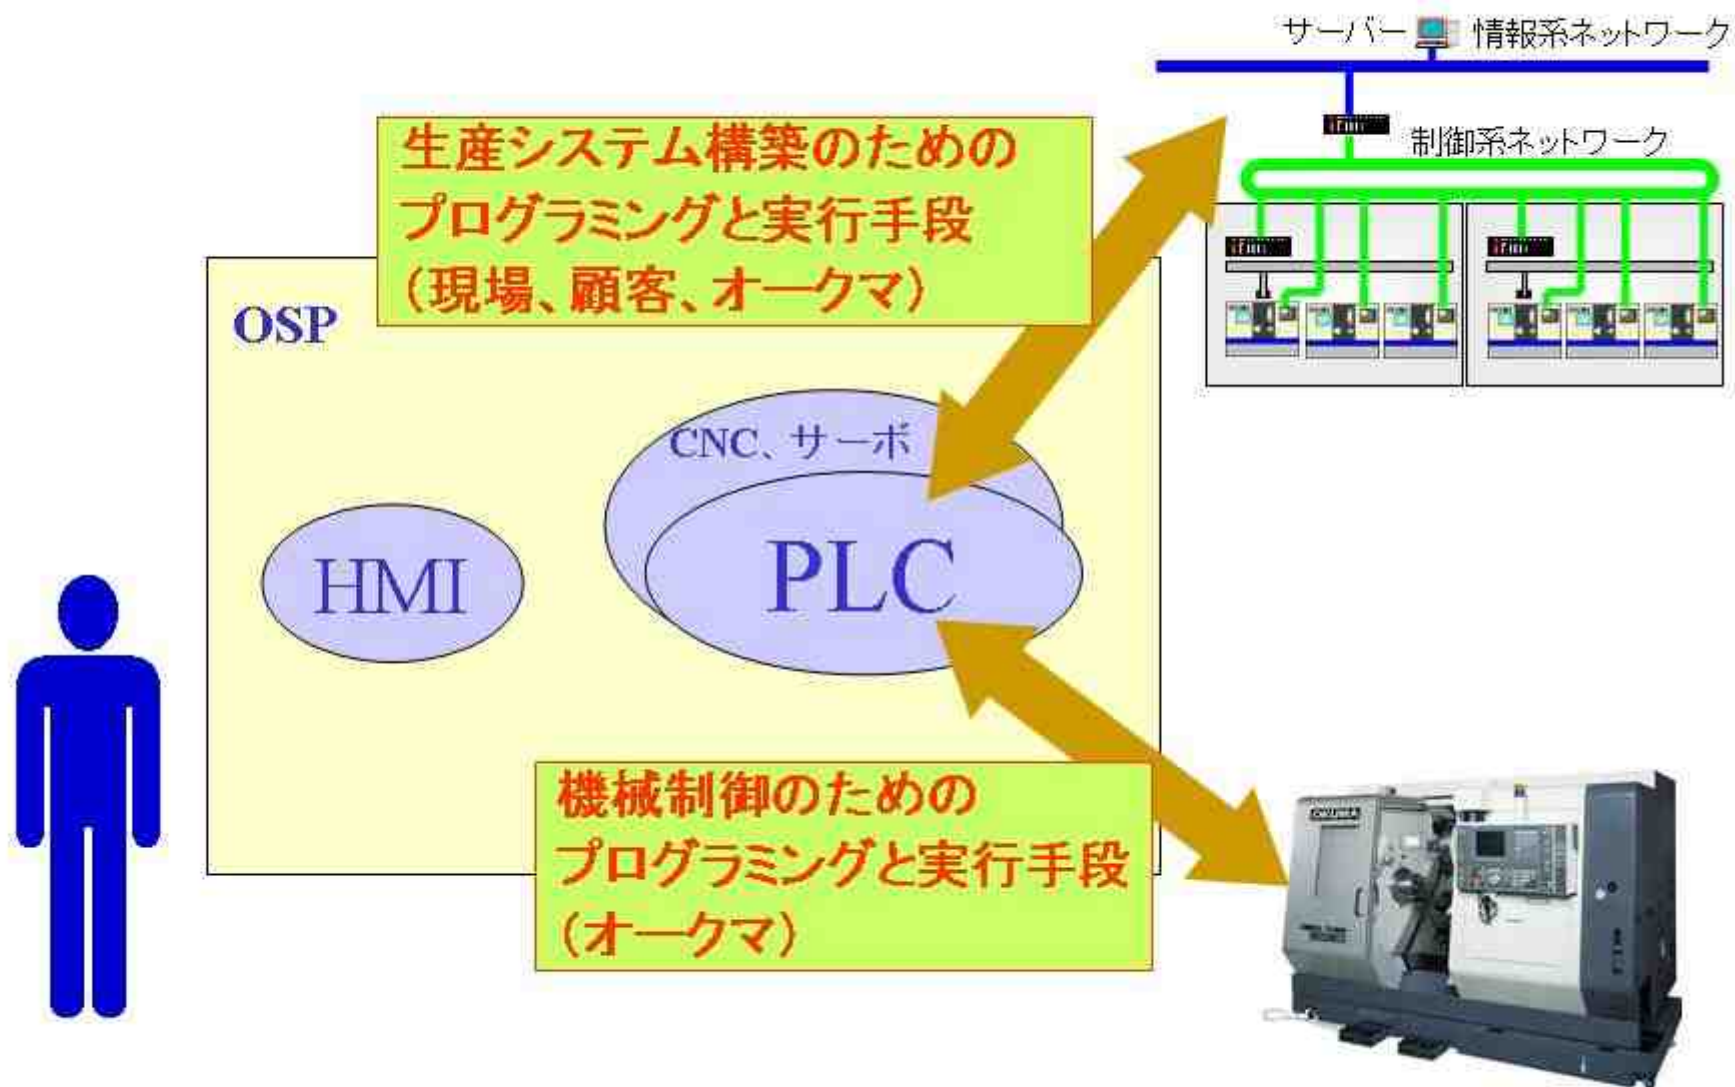 サーバー 情報系ネットワーク
制御系ネットワーク
生産システム構築のための
プログラミングと実行手段
（現場、顧客、オークマ）
OSP
CNC、サーボ
HMI
PLC
機械制御のための
プログラミングと実行手段
（オークマ）
OKUMA